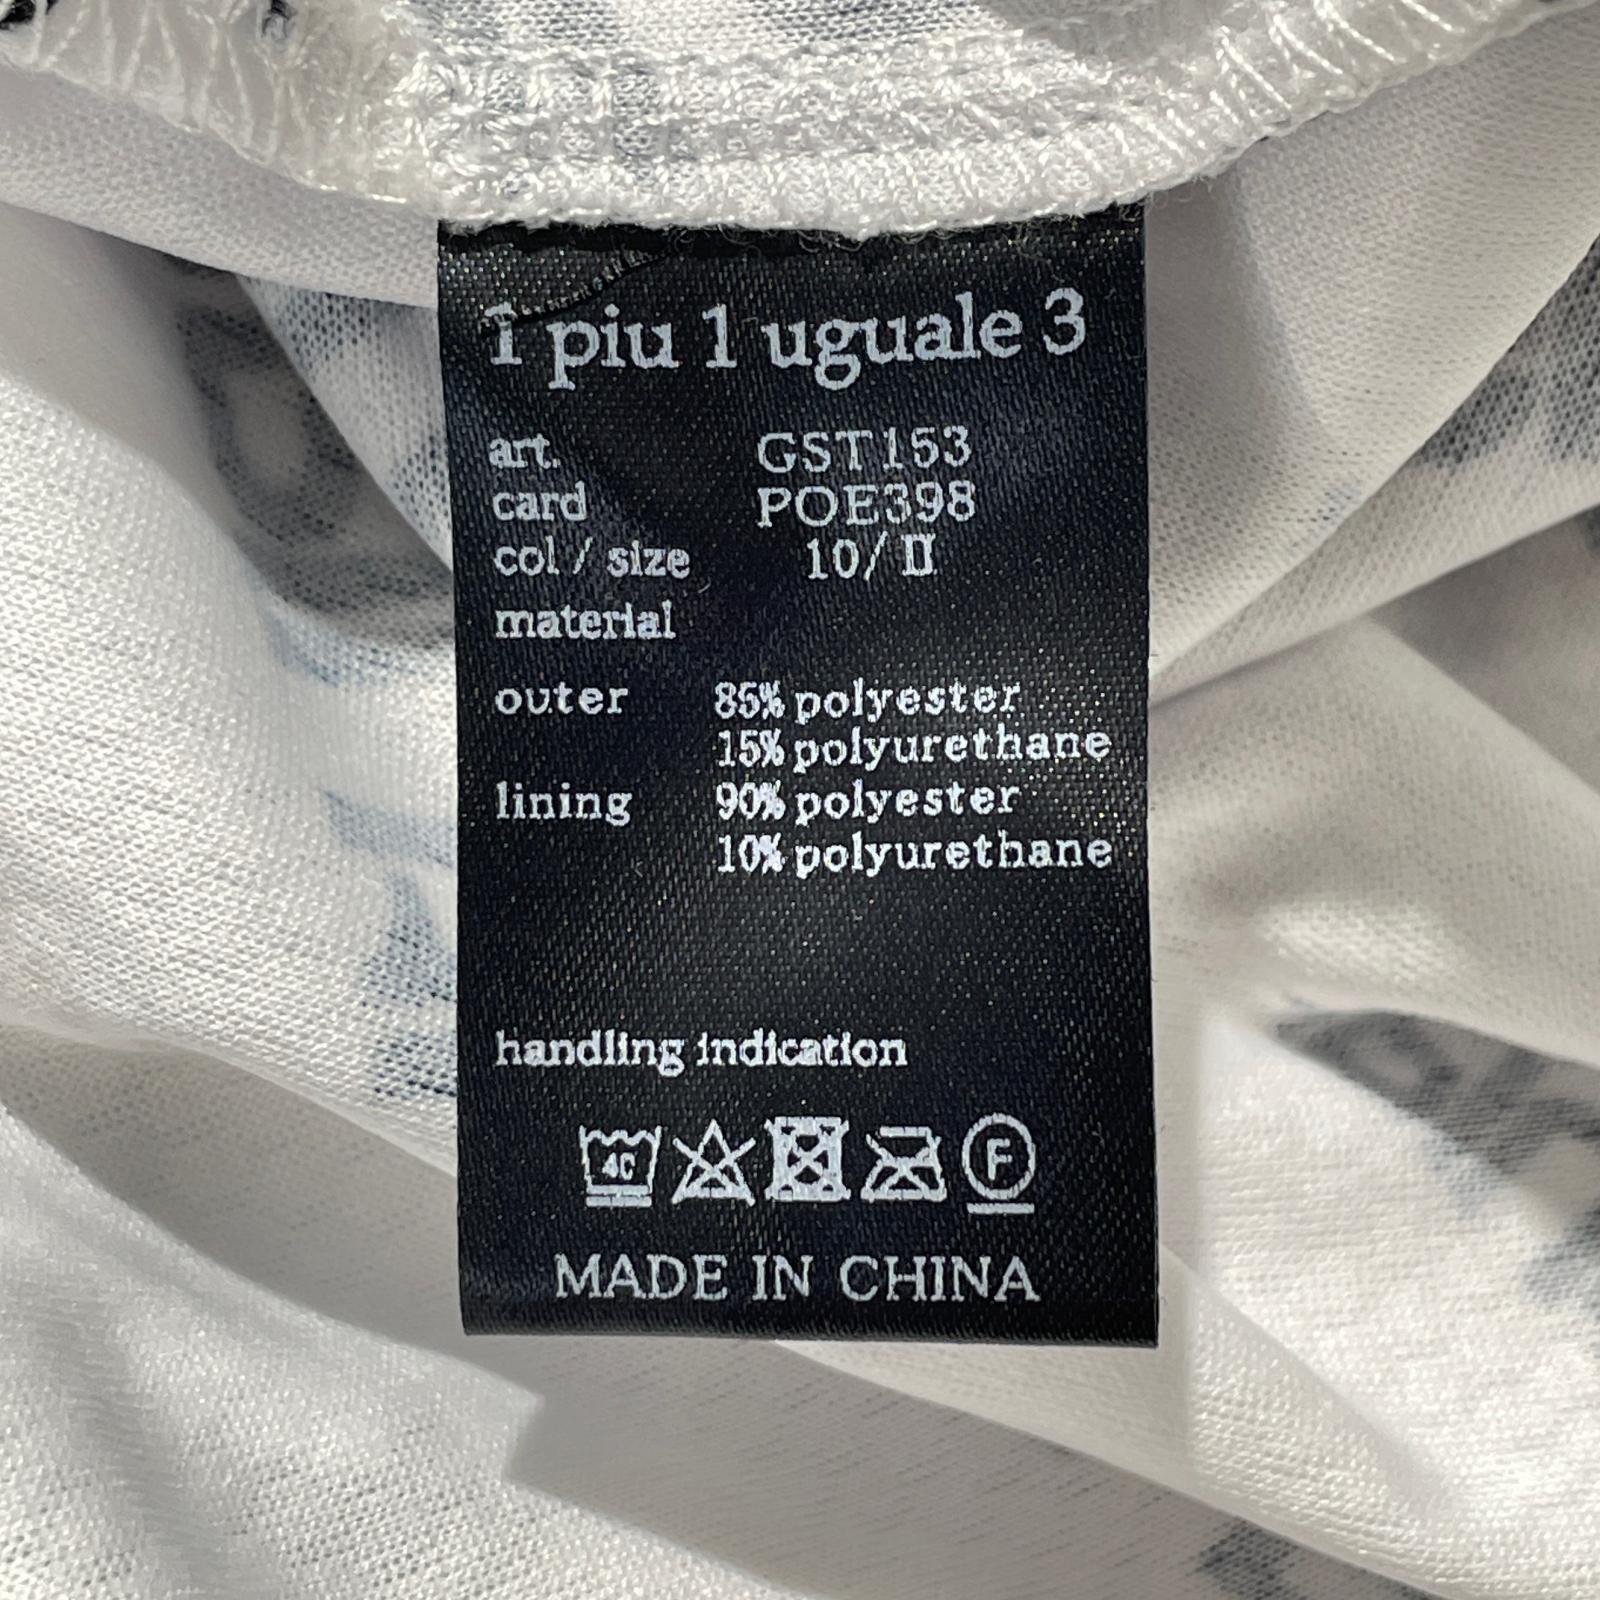 1 piu 1 uguale 3
art. GST153
card POE398
col / size 10/ II
material
outer 85% polyester
15% polyurethane
lining 90% polyester
10% polyurethane
handling indication
40 F
MADE IN CHINA